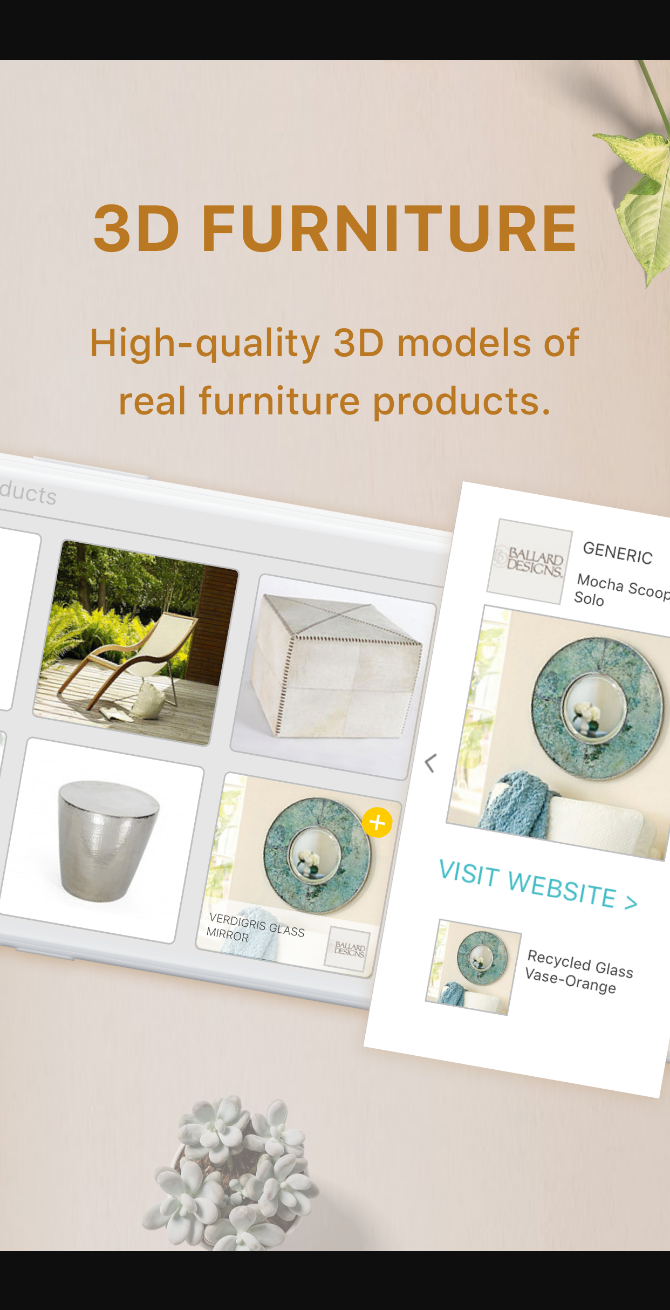 3D FURNITURE
High-quality 3D models of
real furniture products.
ducts
VERDIGRIS GLASS
MIRROR
BALLARD
DESIGNS.
BALLARD
DESIGNS.
GENERIC
Mocha Scoop
Solo
VISIT WEBSITE >
Recycled Glass
Vase-Orange